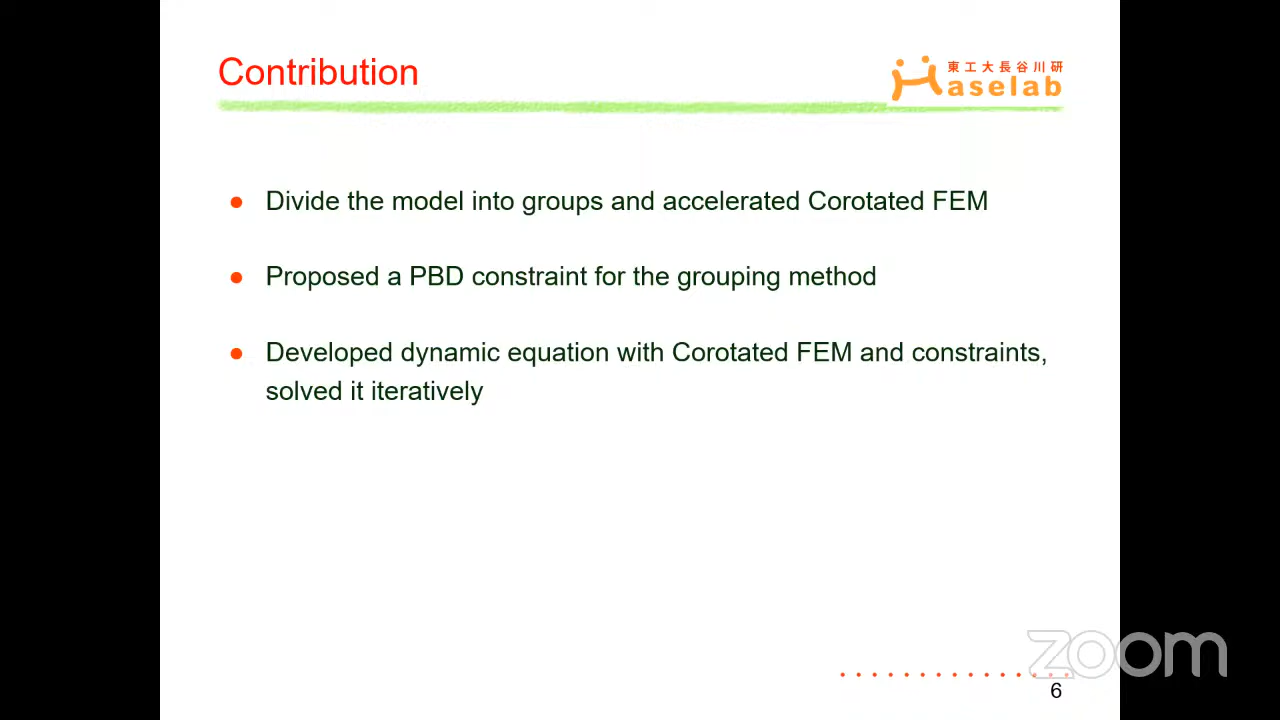 Contribution
東工大長谷川研
Haselab
● Divide the model into groups and accelerated Corotated FEM
● Proposed a PBD constraint for the grouping method
● Developed dynamic equation with Corotated FEM and constraints,
solved it iteratively
zoom
6